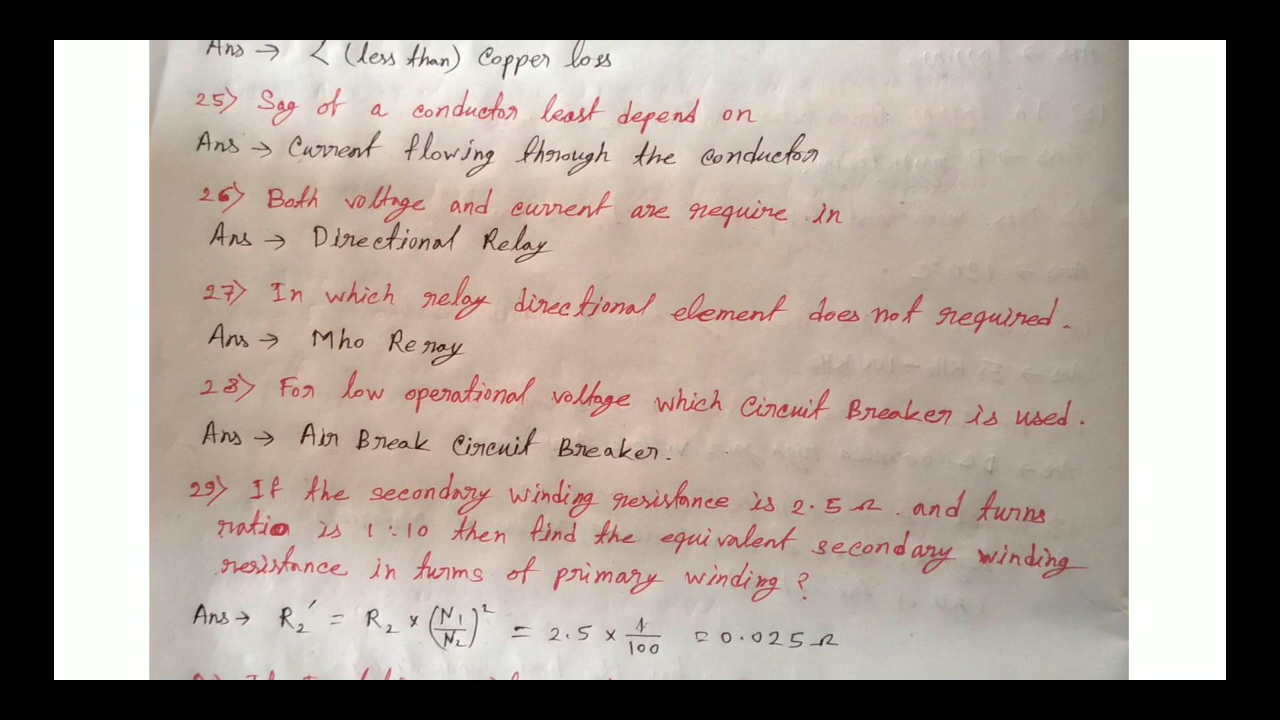 Ans → < (less than) Copper loss
25) Sag of a conductor least depend on
Ans → Current flowing through the conductor
26) Both voltage and current are require in
Ans → Directional Relay
27) In which relay directional element does not required.
Ans → Mho Reray
28) For low operational voltage which Circuit Breaker is used.
Ans → Air Break Circuit Breaker.
29) If the secondary winding resistance is 2.5 Ω. and turns
ratio is 1:10 then find the equivalent secondary winding
resistance in turms of primary winding?
Ans → R₂′ = R₂ × (N₁/N₂)² = 2.5 × 1/100 = 0.025 Ω